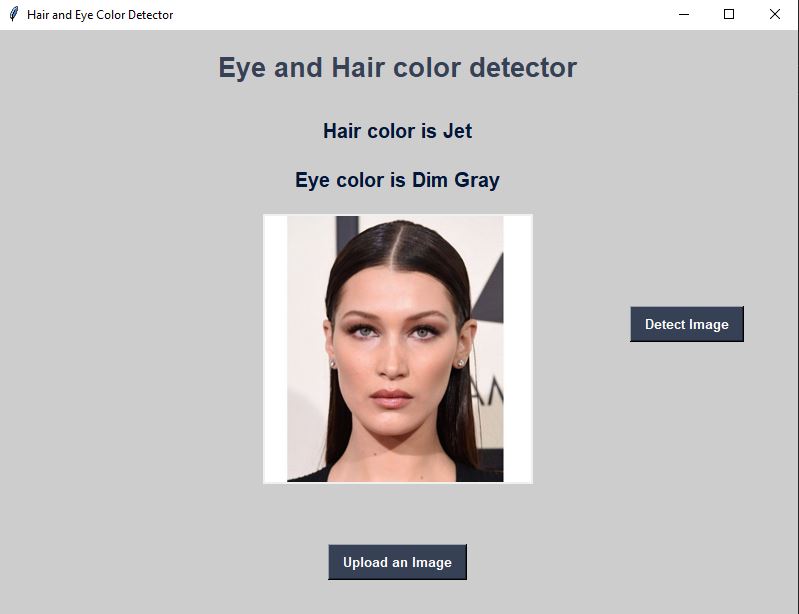 Hair and Eye Color Detector
Eye and Hair color detector
Hair color is Jet
Eye color is Dim Gray
Detect Image
Upload an Image